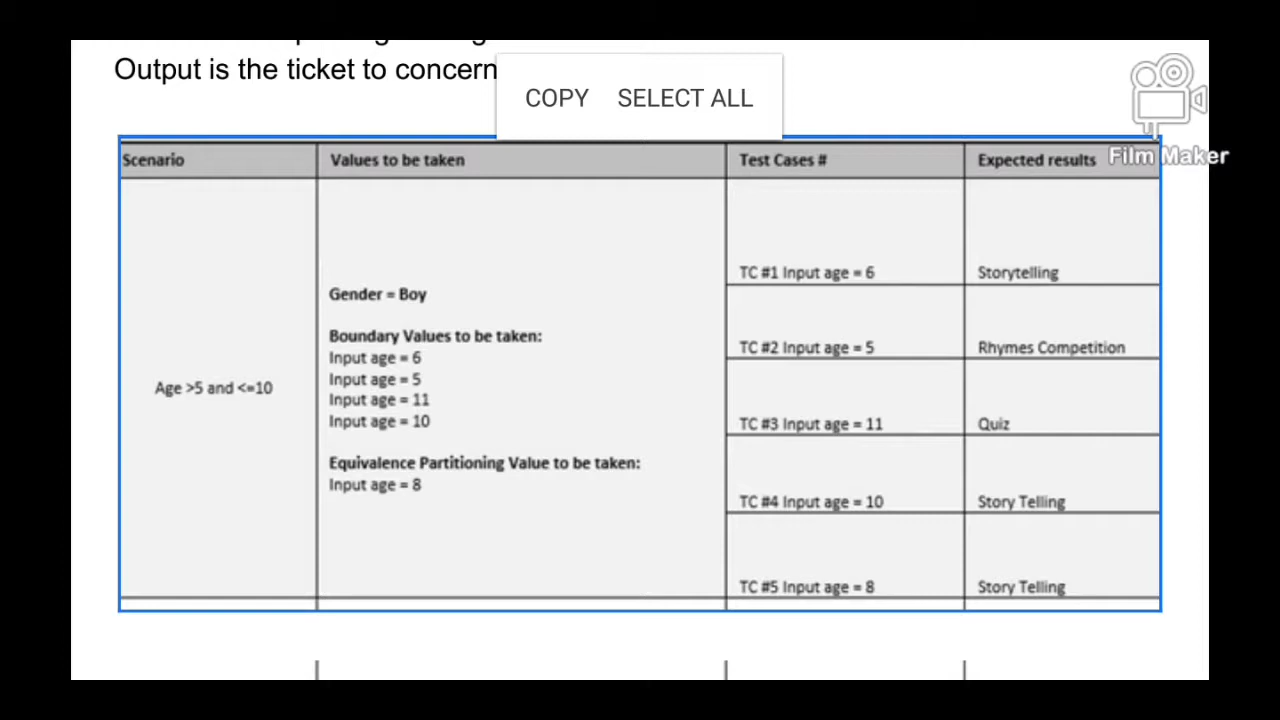 Output is the ticket to concern
COPY SELECT ALL
Film Maker
Scenario Values to be taken Test Cases # Expected results
Age >5 and <=10
Gender = Boy
Boundary Values to be taken:
Input age = 6
Input age = 5
Input age = 11
Input age = 10
Equivalence Partitioning Value to be taken:
Input age = 8
TC #1 Input age = 6 Storytelling
TC #2 Input age = 5 Rhymes Competition
TC #3 Input age = 11 Quiz
TC #4 Input age = 10 Story Telling
TC #5 Input age = 8 Story Telling